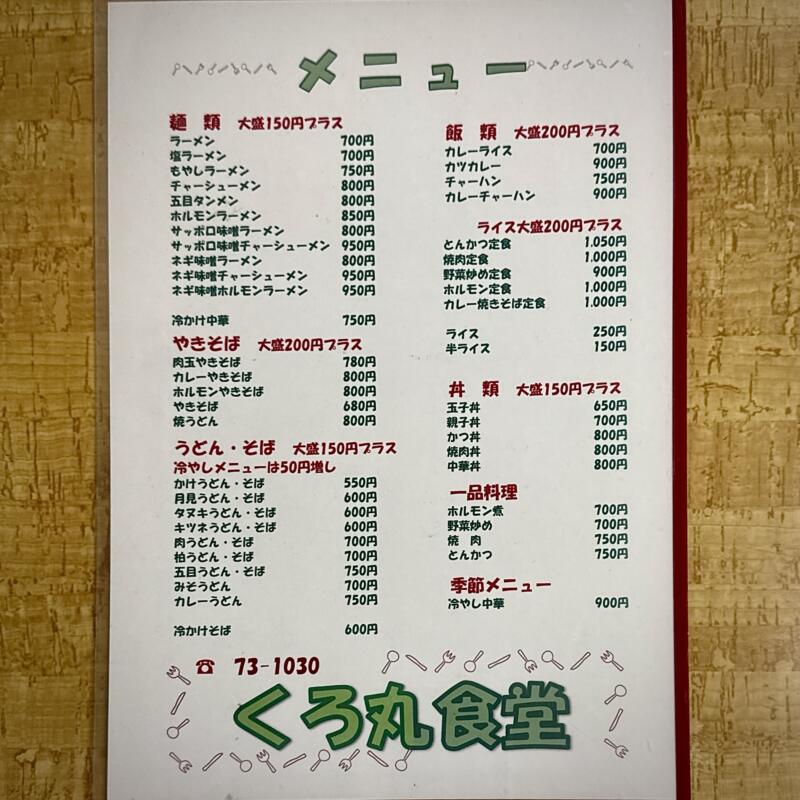 メニュー
麺 類 大盛150円プラス
ラーメン 700円
塩ラーメン 700円
もやしラーメン 750円
チャーシューメン 800円
五目タンメン 800円
ホルモンラーメン 850円
サッポロ味噌ラーメン 800円
サッポロ味噌チャーシューメン 950円
ネギ味噌ラーメン 800円
ネギ味噌チャーシューメン 950円
ネギ味噌ホルモンラーメン 950円
冷かけ中華 750円
やきそば 大盛200円プラス
肉玉やきそば 780円
カレーやきそば 800円
ホルモンやきそば 800円
やきそば 680円
焼うどん 800円
うどん・そば 大盛150円プラス
冷やしメニューは50円増し
かけうどん・そば 550円
月見うどん・そば 600円
タヌキうどん・そば 600円
キツネうどん・そば 600円
肉うどん・そば 700円
柏うどん・そば 700円
五目うどん・そば 750円
みそうどん 700円
カレーうどん 750円
冷かけそば 600円
飯 類 大盛200円プラス
カレーライス 700円
カツカレー 900円
チャーハン 750円
カレーチャーハン 900円
ライス大盛200円プラス
とんかつ定食 1.050円
焼肉定食 1.000円
野菜炒め定食 900円
ホルモン定食 1.000円
カレー焼きそば定食 1.000円
ライス 250円
半ライス 150円
丼 類 大盛150円プラス
玉子丼 650円
親子丼 700円
かつ丼 800円
焼肉丼 800円
中華丼 800円
一品料理
ホルモン煮 700円
野菜炒め 700円
焼 肉 750円
とんかつ 750円
季節メニュー
冷やし中華 900円
☎ 73-1030
くろ丸食堂